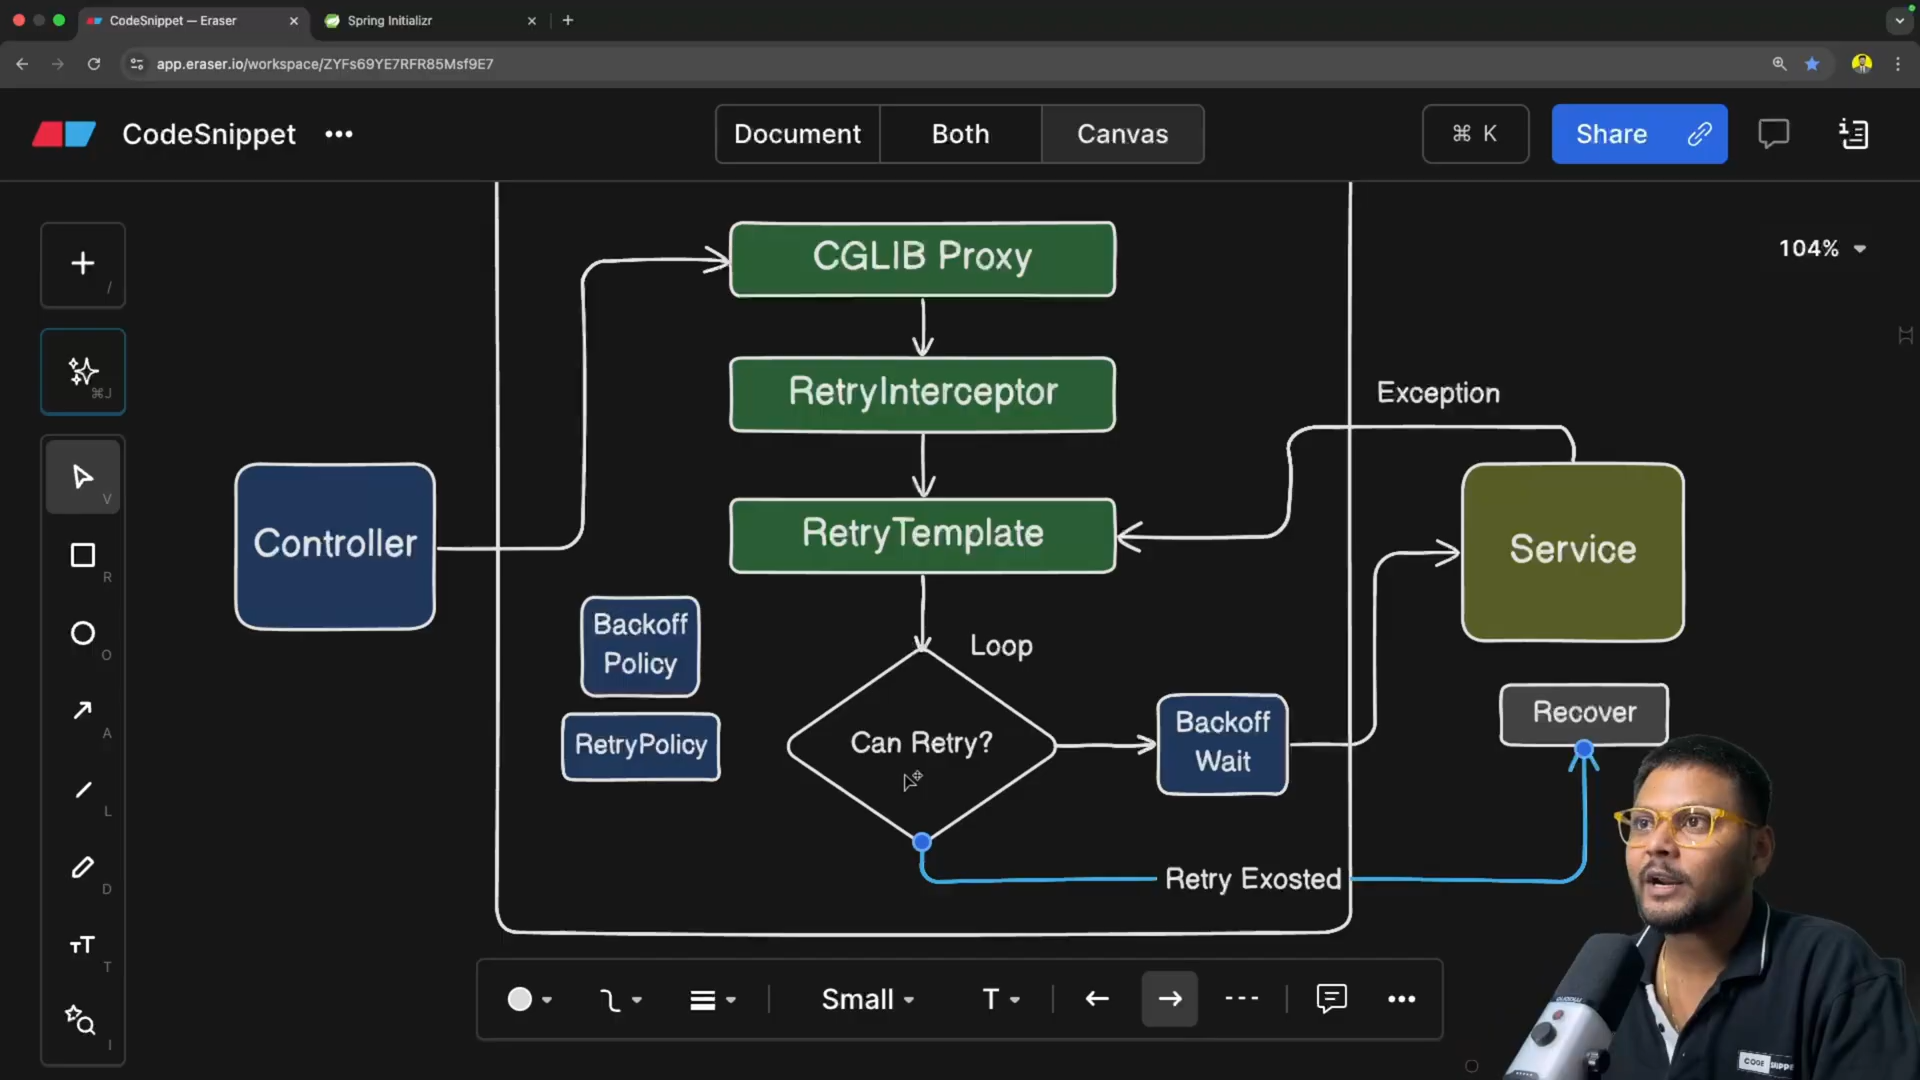 CodeSnippet — Eraser
Spring Initializr
app.eraser.io/workspace/ZYFs69YE7RFR85Msf9E7
CodeSnippet
Document
Both
Canvas
⌘ K
Share
104%
/
⌘J
V
R
O
A
L
D
T
I
CGLIB Proxy
RetryInterceptor
RetryTemplate
Exception
Controller
Service
Backoff
Policy
RetryPolicy
Loop
Can Retry?
Backoff
Wait
Recover
Retry Exosted
Small
T
CODE